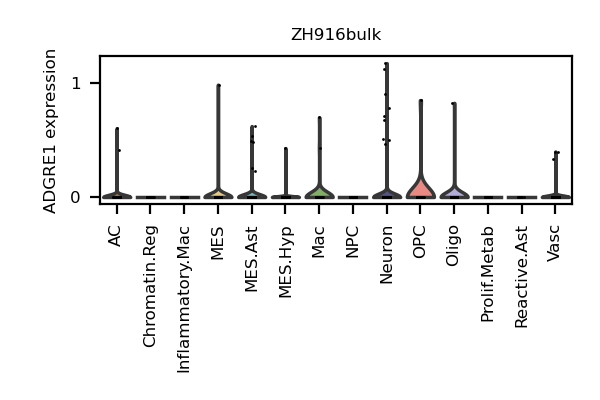 ZH916bulk
ADGRE1 expression
1
0
AC
Chromatin.Reg
Inflammatory.Mac
MES
MES.Ast
MES.Hyp
Mac
NPC
Neuron
OPC
Oligo
Prolif.Metab
Reactive.Ast
Vasc